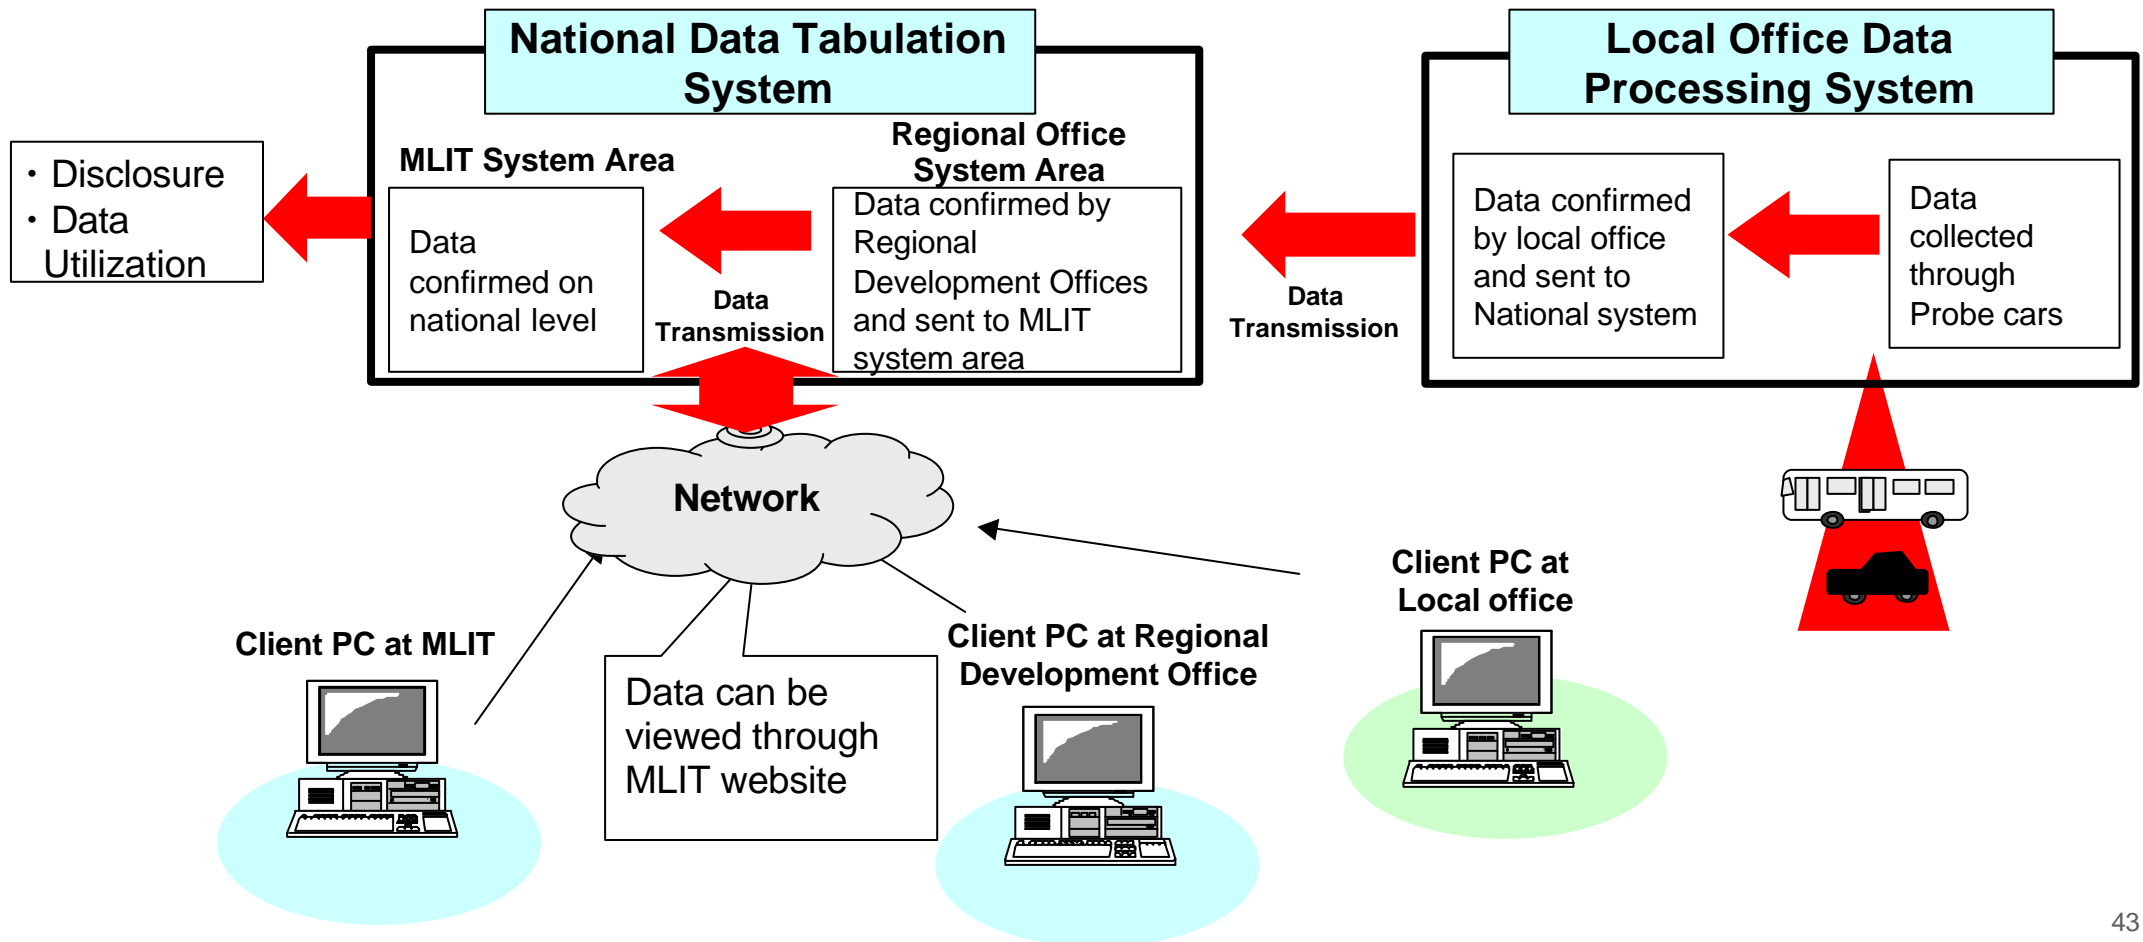 National Data Tabulation
System
Local Office Data
Processing System
・Disclosure
・Data
Utilization
MLIT System Area
Data
confirmed on
national level
Data
Transmission
Regional Office
System Area
Data confirmed by
Regional
Development Offices
and sent to MLIT
system area
Data
Transmission
Data confirmed
by local office
and sent to
National system
Data
collected
through
Probe cars
Network
Client PC at MLIT
Data can be
viewed through
MLIT website
Client PC at Regional
Development Office
Client PC at
Local office
43